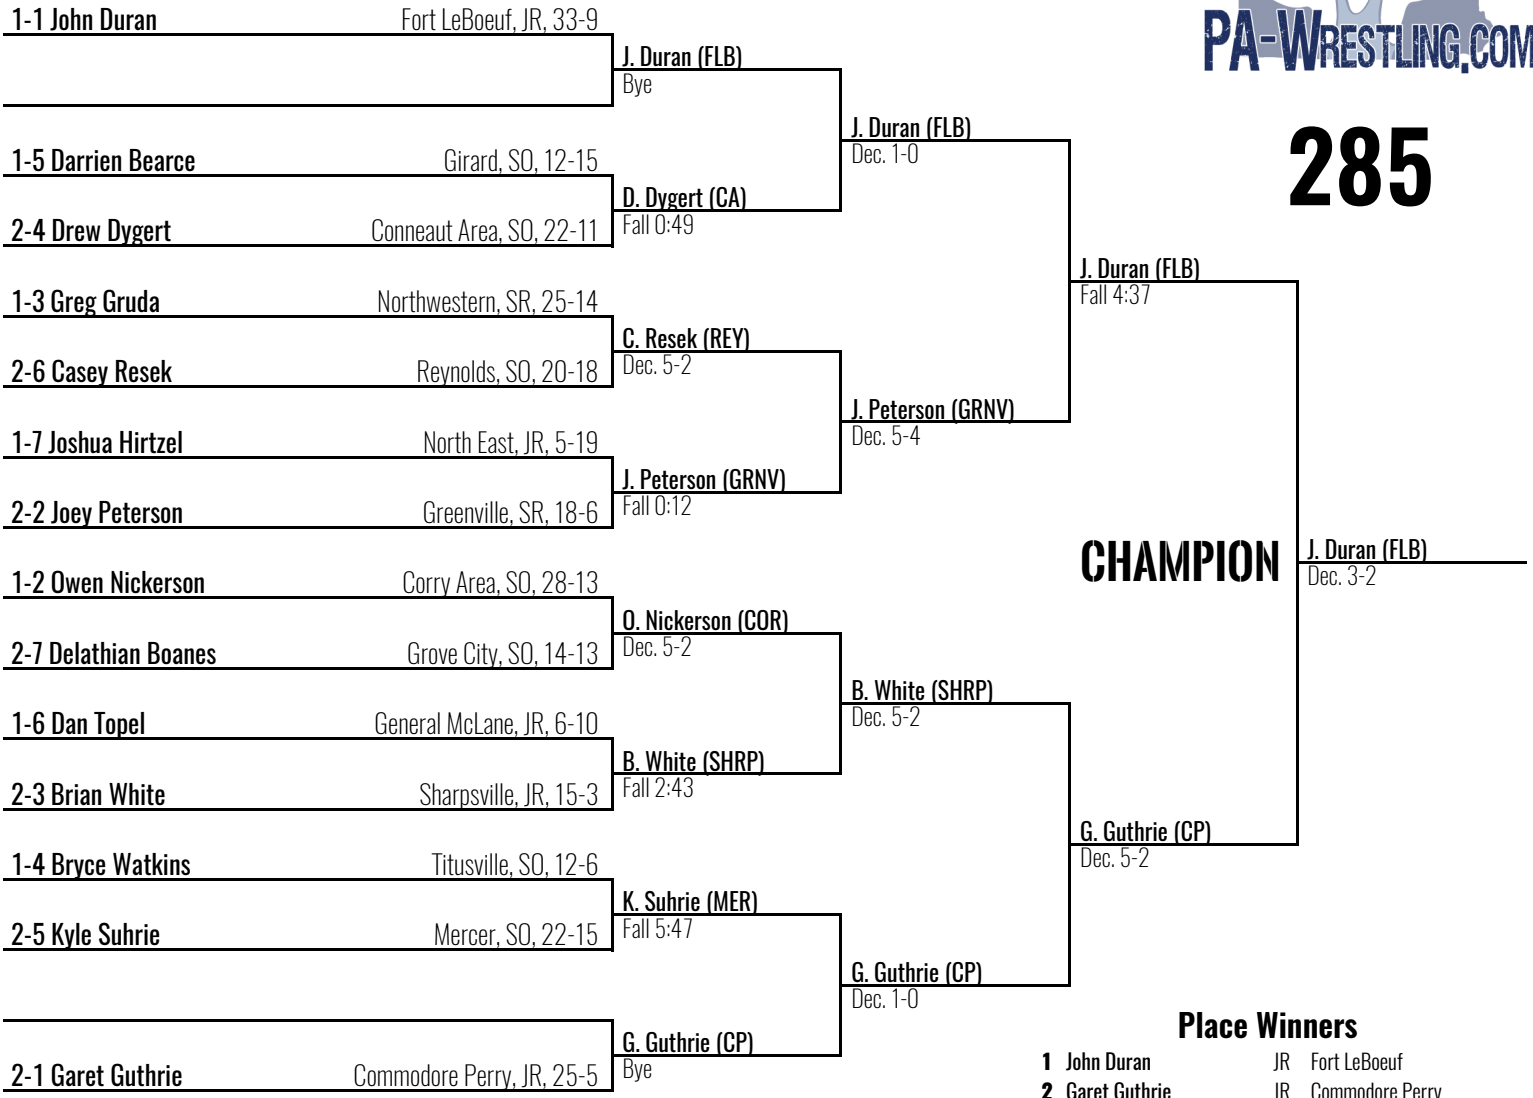 PA-WRESTLING.COM
285
1-1 John Duran Fort LeBoeuf, JR, 33-9
J. Duran (FLB)
Bye
J. Duran (FLB)
Dec. 1-0
1-5 Darrien Bearce Girard, SO, 12-15
D. Dygert (CA)
Fall 0:49
2-4 Drew Dygert Conneaut Area, SO, 22-11
J. Duran (FLB)
Fall 4:37
1-3 Greg Gruda Northwestern, SR, 25-14
C. Resek (REY)
Dec. 5-2
2-6 Casey Resek Reynolds, SO, 20-18
J. Peterson (GRNV)
Dec. 5-4
1-7 Joshua Hirtzel North East, JR, 5-19
J. Peterson (GRNV)
Fall 0:12
2-2 Joey Peterson Greenville, SR, 18-6
CHAMPION
J. Duran (FLB)
Dec. 3-2
1-2 Owen Nickerson Corry Area, SO, 28-13
O. Nickerson (COR)
Dec. 5-2
2-7 Delathian Boanes Grove City, SO, 14-13
B. White (SHRP)
Dec. 5-2
1-6 Dan Topel General McLane, JR, 6-10
B. White (SHRP)
Fall 2:43
2-3 Brian White Sharpsville, JR, 15-3
G. Guthrie (CP)
Dec. 5-2
1-4 Bryce Watkins Titusville, SO, 12-6
K. Suhrie (MER)
Fall 5:47
2-5 Kyle Suhrie Mercer, SO, 22-15
G. Guthrie (CP)
Dec. 1-0
G. Guthrie (CP)
Bye
2-1 Garet Guthrie Commodore Perry, JR, 25-5
Place Winners
1 John Duran JR Fort LeBoeuf
2 Garet Guthrie JR Commodore Perry